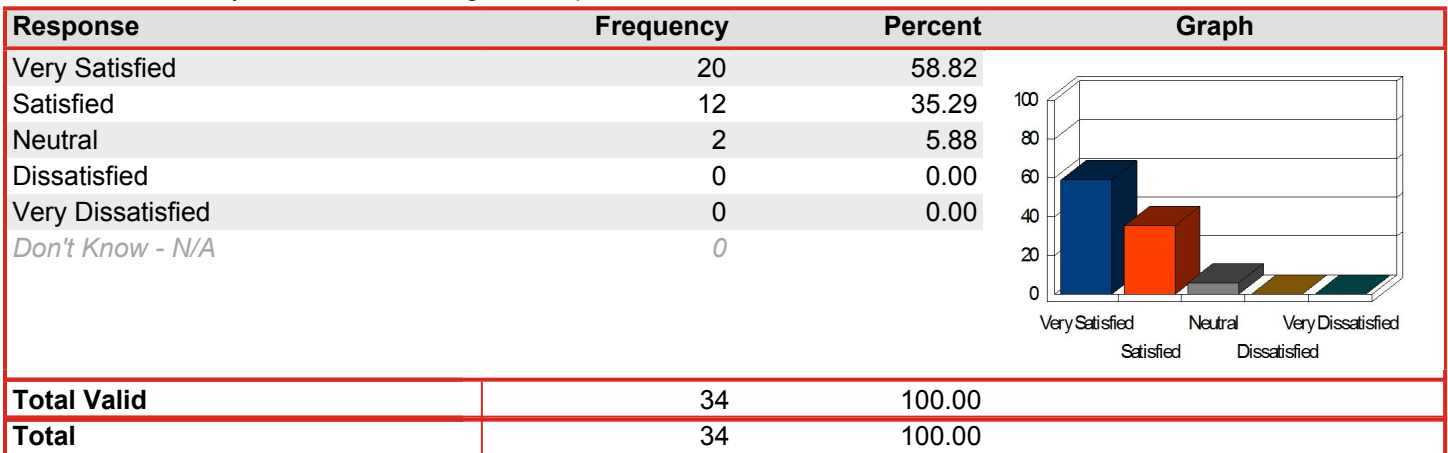 Response Frequency Percent Graph
Very Satisfied 20 58.82
Satisfied 12 35.29
Neutral 2 5.88
Dissatisfied 0 0.00
Very Dissatisfied 0 0.00
Don't Know - N/A 0
100
80
60
40
20
0
Very Satisfied Neutral Very Dissatisfied
Satisfied Dissatisfied
Total Valid 34 100.00
Total 34 100.00